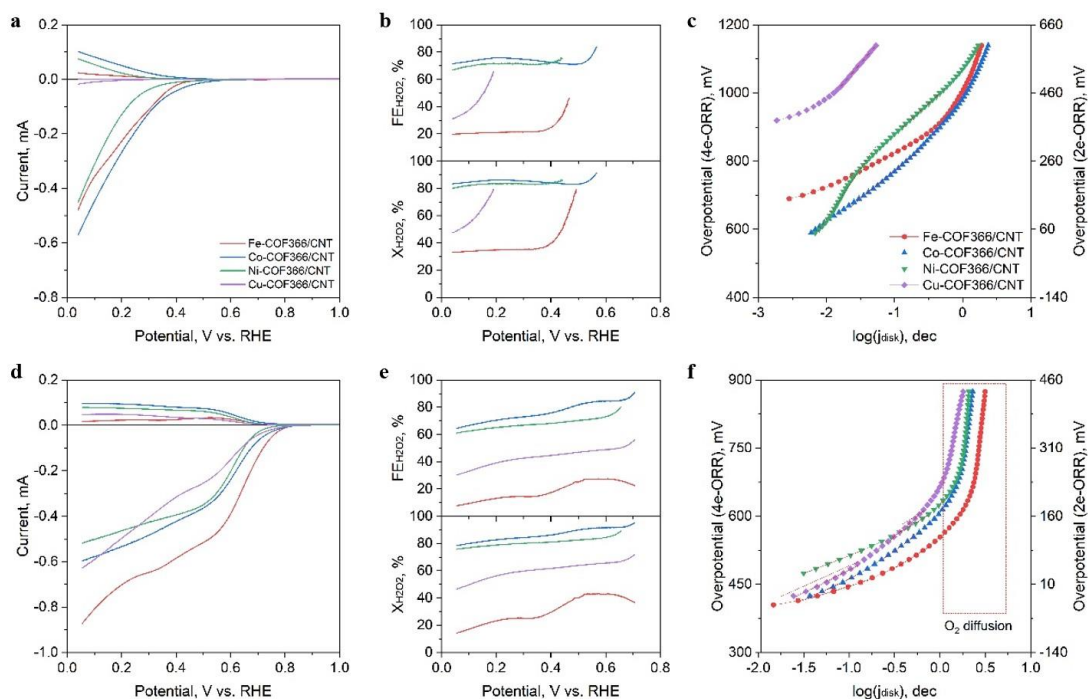 a
0.2
0.0
-0.2
-0.4
-0.6
-0.8
Current, mA
Fe-COF366/CNT
Co-COF366/CNT
Ni-COF366/CNT
Cu-COF366/CNT
0.0 0.2 0.4 0.6 0.8 1.0
Potential, V vs. RHE
b
100
80
60
40
20
100
80
60
40
20
0
FEH2O2, %
XH2O2, %
0.0 0.2 0.4 0.6 0.8
Potential, V vs. RHE
c
1200
1000
800
600
400
Overpotential (4e-ORR), mV
660
460
260
60
-140
Overpotential (2e-ORR), mV
Fe-COF366/CNT
Co-COF366/CNT
Ni-COF366/CNT
Cu-COF366/CNT
-3 -2 -1 0 1
log(jdisk), dec
d
0.2
0.0
-0.2
-0.4
-0.6
-0.8
-1.0
Current, mA
0.0 0.2 0.4 0.6 0.8 1.0
Potential, V vs. RHE
e
100
80
60
40
20
100
80
60
40
20
0
FEH2O2, %
XH2O2, %
0.0 0.2 0.4 0.6 0.8
Potential, V vs. RHE
f
900
750
600
450
300
Overpotential (4e-ORR), mV
460
310
160
10
-140
Overpotential (2e-ORR), mV
O2 diffusion
-2.0 -1.5 -1.0 -0.5 0.0 0.5 1.0
log(jdisk), dec